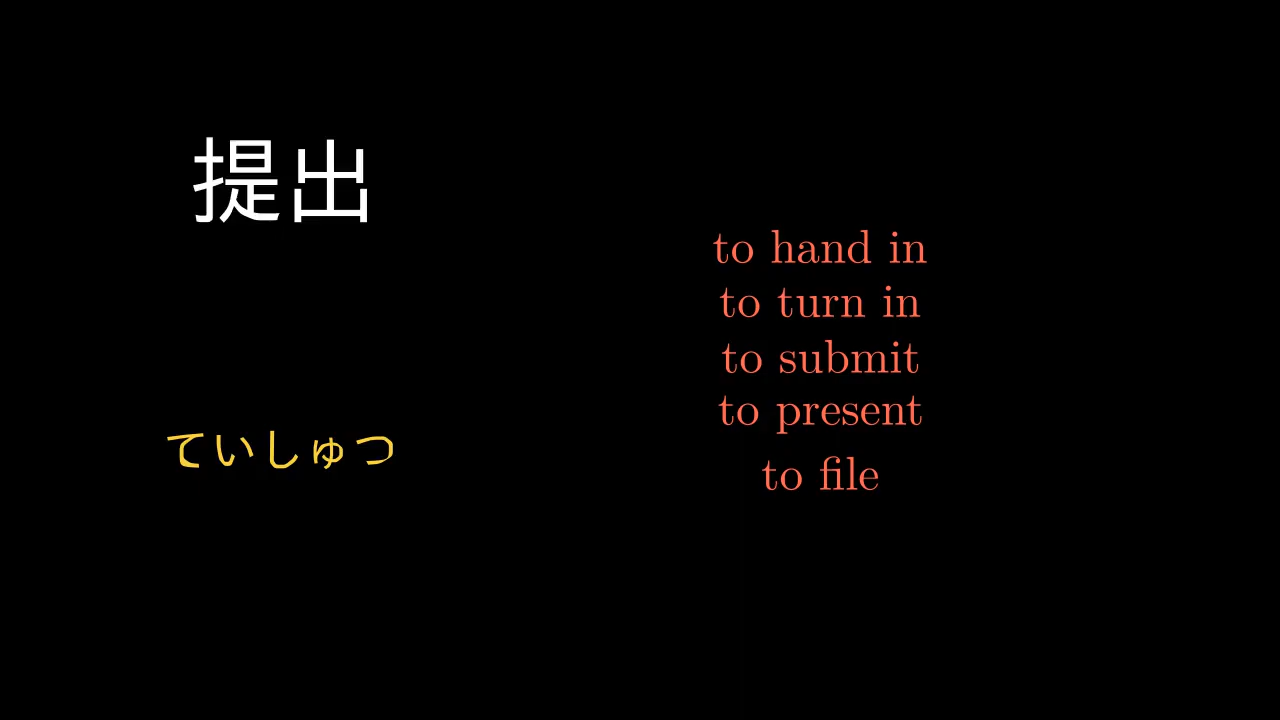 提出
ていしゅつ
to hand in
to turn in
to submit
to present
to file